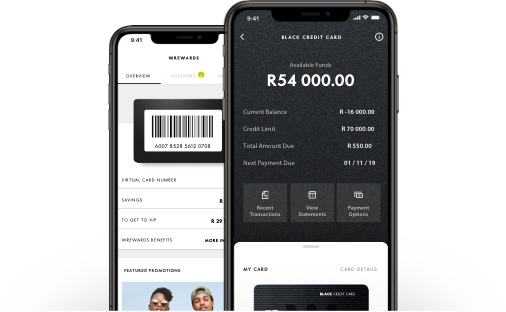 9:41
WREWARDS
OVERVIEW
VOUCHERS
6007 8528 5612 0708
VIRTUAL CARD NUMBER
SAVINGS
R
TO GET TO VIP
R 29
WREWARDS BENEFITS
MORE IN
FEATURED PROMOTIONS
9:41
BLACK CREDIT CARD
Available Funds
R54 000.00
Current Balance
R -16 000.00
Credit Limit
R 70 000.00
Total Amount Due
R 550.00
Next Payment Due
01 / 11 / 19
Recent
Transactions
View
Statements
Payment
Options
MY CARD
CARD DETAILS
BLACK CREDIT CARD